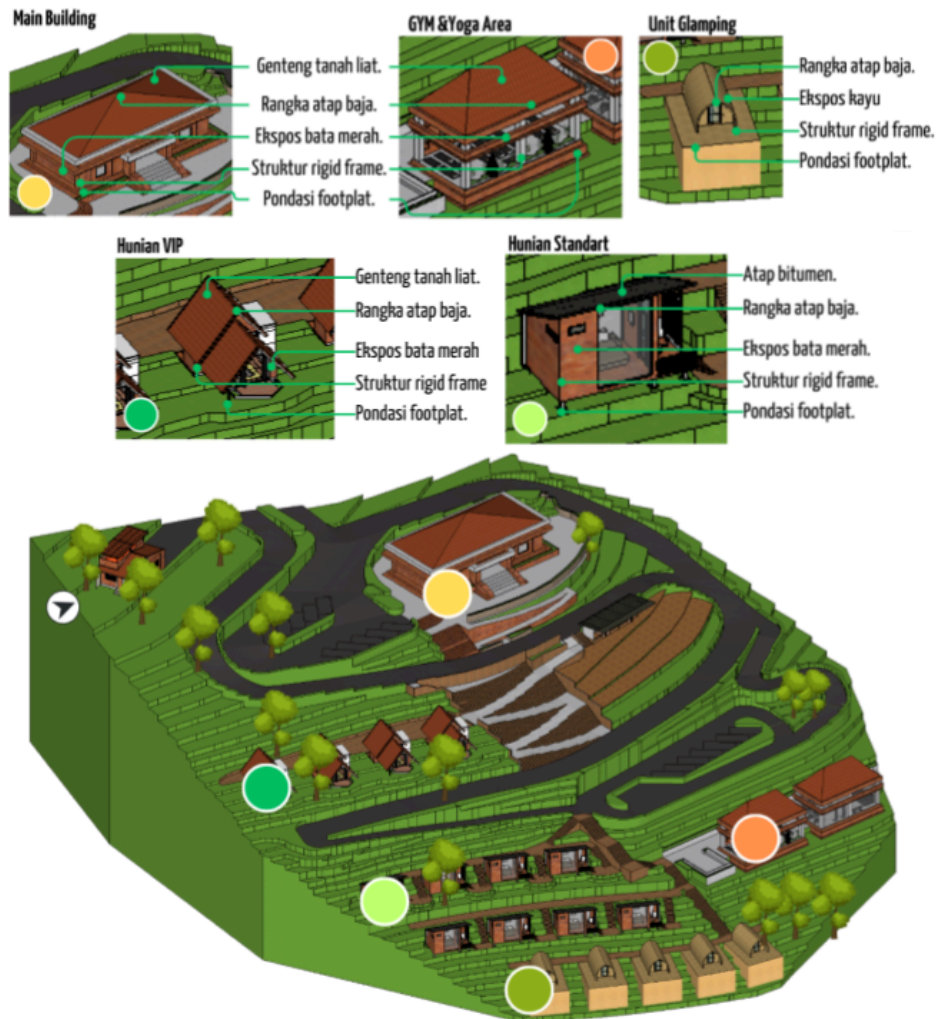 Main Building
Genteng tanah liat.
Rangka atap baja.
Ekspos bata merah.
Struktur rigid frame.
Pondasi footplat.
GYM &Yoga Area
Unit Glamping
Rangka atap baja.
Ekspos kayu
Struktur rigid frame.
Pondasi footplat.
Hunian VIP
Genteng tanah liat.
Rangka atap baja.
Ekspos bata merah
Struktur rigid frame
Pondasi footplat.
Hunian Standart
Atap bitumen.
Rangka atap baja.
Ekspos bata merah.
Struktur rigid frame.
Pondasi footplat.